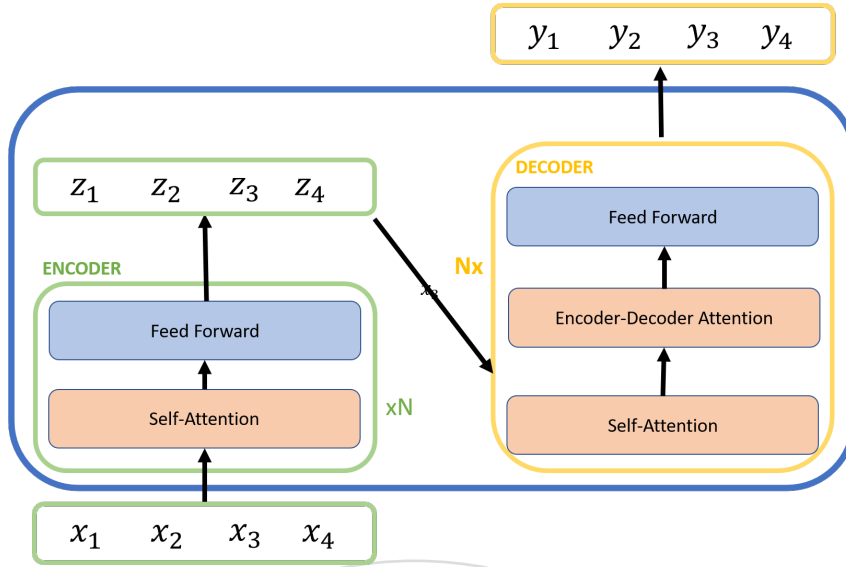 y₁ y₂ y₃ y₄
DECODER
Feed Forward
Encoder-Decoder Attention
Self-Attention
Nx
z₁ z₂ z₃ z₄
x₃
ENCODER
Feed Forward
Self-Attention
xN
x₁ x₂ x₃ x₄